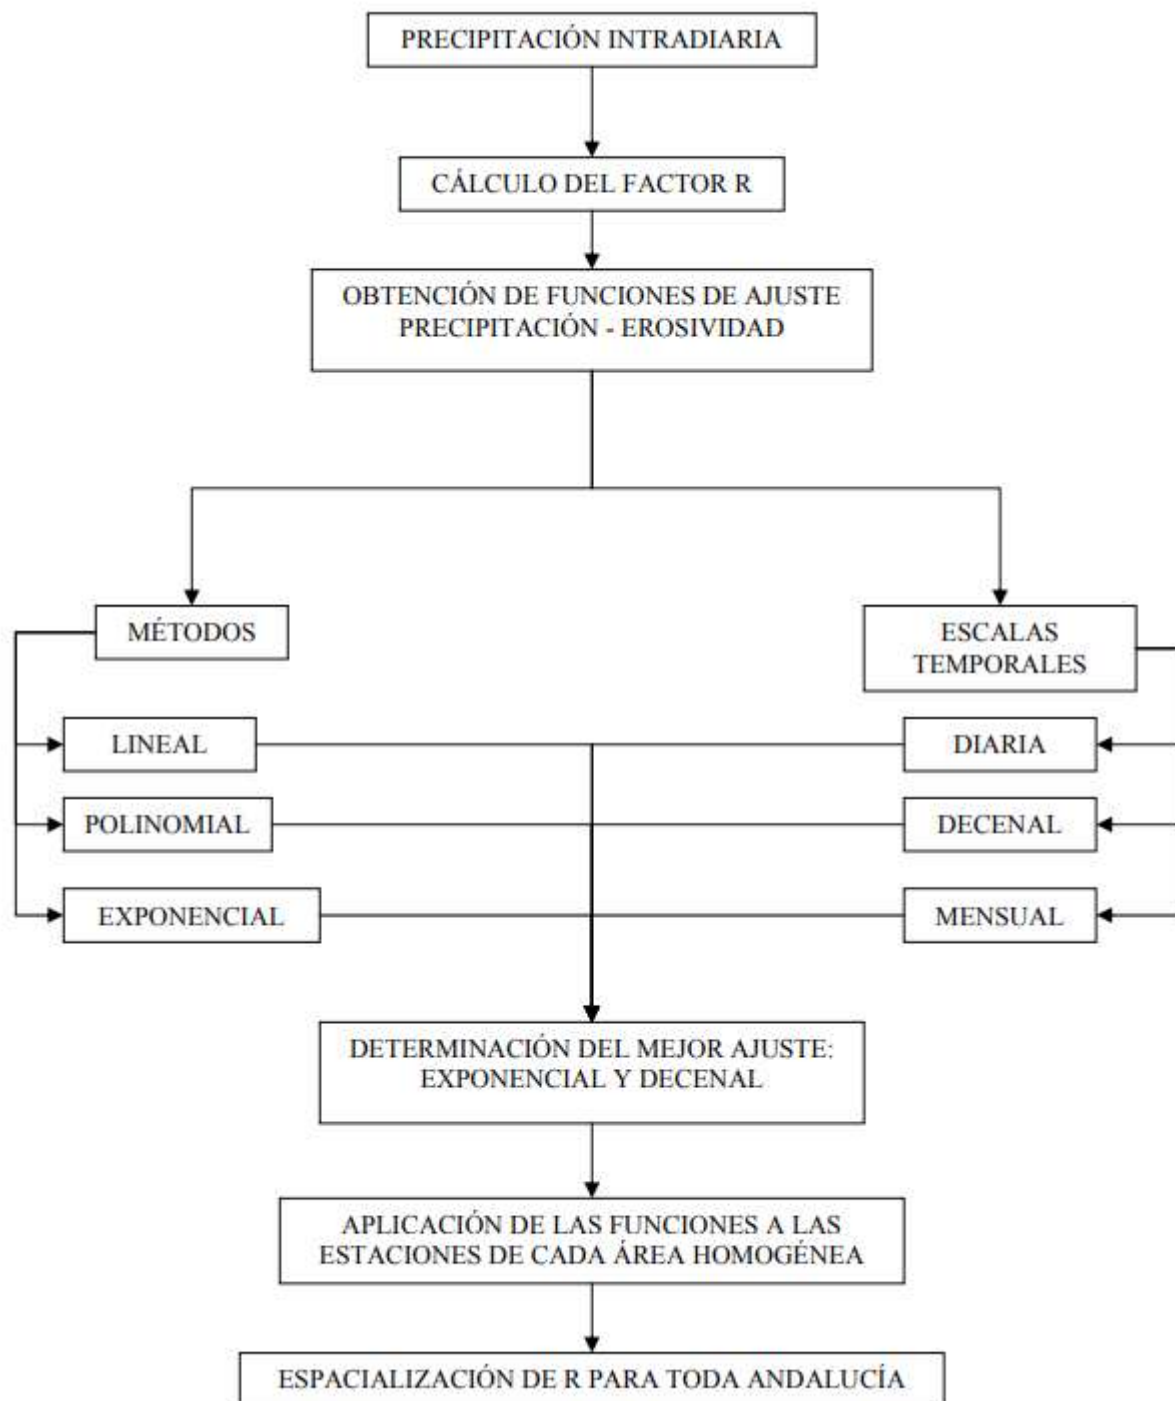 PRECIPITACIÓN INTRADIARIA
CÁLCULO DEL FACTOR R
OBTENCIÓN DE FUNCIONES DE AJUSTE
PRECIPITACIÓN - EROSIVIDAD
MÉTODOS
ESCALAS
TEMPORALES
LINEAL
DIARIA
POLINOMIAL
DECENAL
EXPONENCIAL
MENSUAL
DETERMINACIÓN DEL MEJOR AJUSTE:
EXPONENCIAL Y DECENAL
APLICACIÓN DE LAS FUNCIONES A LAS
ESTACIONES DE CADA ÁREA HOMOGÉNEA
ESPACIALIZACIÓN DE R PARA TODA ANDALUCÍA